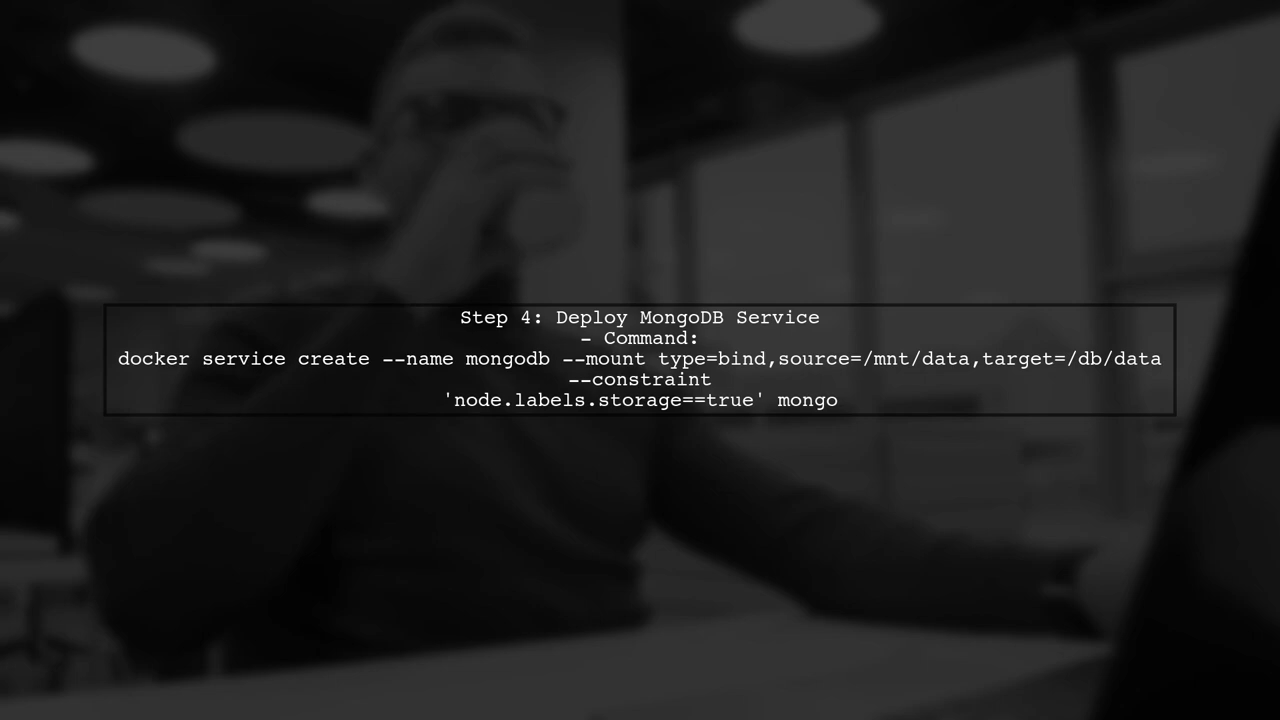 Step 4: Deploy MongoDB Service
- Command:
docker service create --name mongodb --mount type=bind,source=/mnt/data,target=/db/data
--constraint
'node.labels.storage==true' mongo